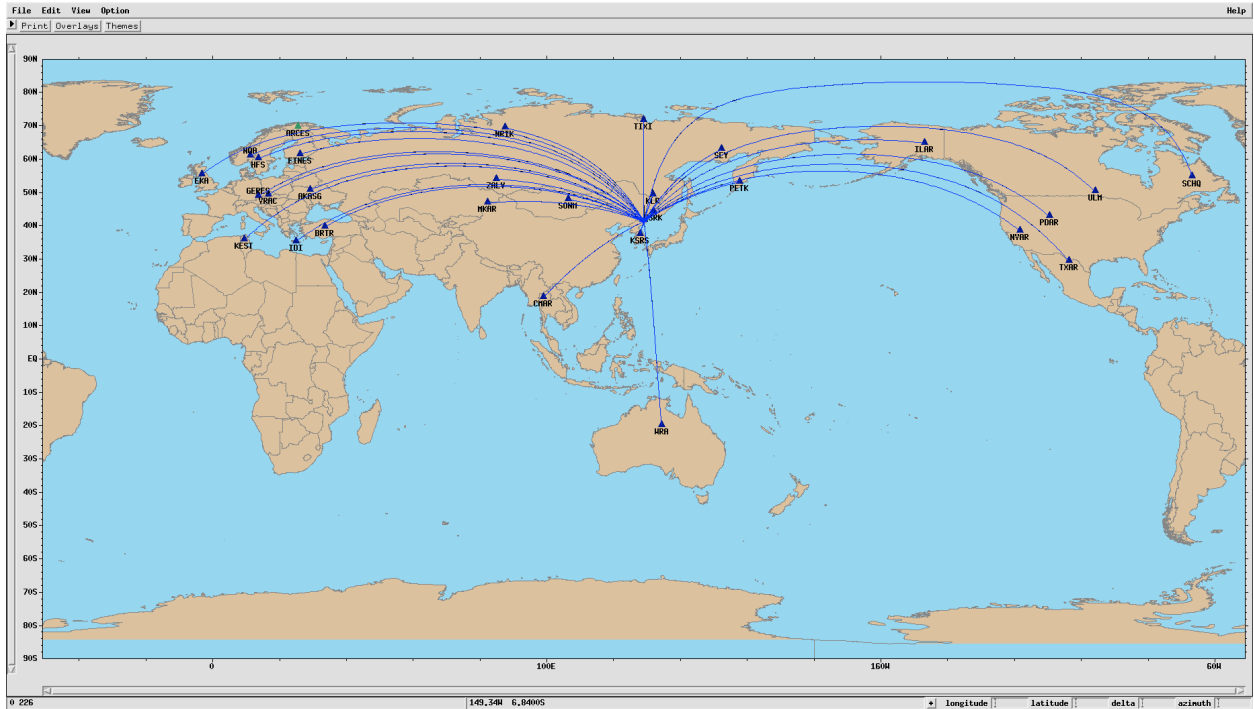 File Edit View Option Help
Print Overlays Themes
90N
80N
70N
60N
50N
40N
30N
20N
10N
EQ
10S
20S
30S
40S
50S
60S
70S
80S
90S
ARCES
NRIK
TIXI
NOA
HFS
FINES
SEY
ILAR
EKA
GERES
VRAC
AKASG
ZALV
SONM
MKAR
KLR
PETK
SCHQ
ULM
KEST
IDI
BRTR
KSRS
PDAR
NVAR
TXAR
CMAR
WRA
0 100E 160W 60W
0 226 149.34W 6.8400S longitude latitude delta azimuth